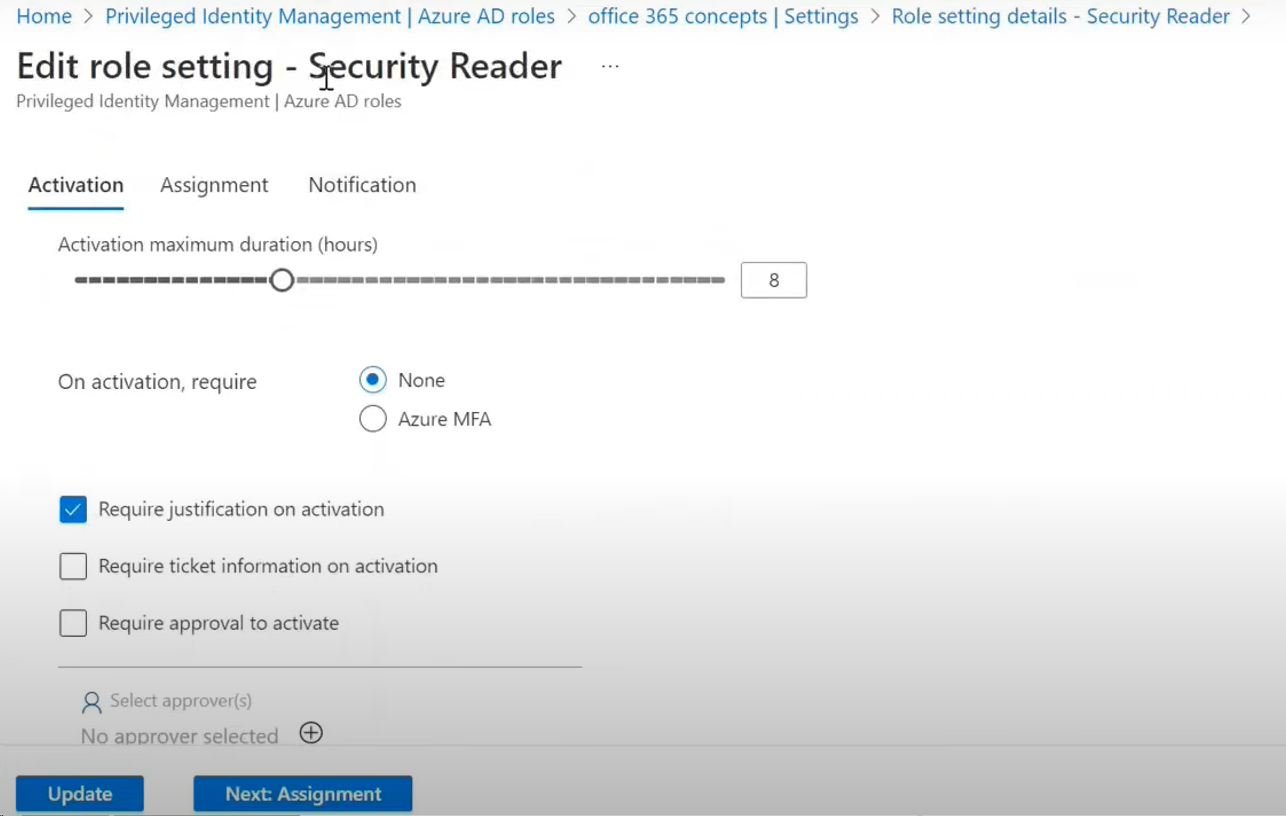 Home > Privileged Identity Management | Azure AD roles > office 365 concepts | Settings > Role setting details - Security Reader >
Edit role setting - Security Reader ...
Privileged Identity Management | Azure AD roles
Activation Assignment Notification
Activation maximum duration (hours)
8
On activation, require
None
Azure MFA
Require justification on activation
Require ticket information on activation
Require approval to activate
Select approver(s)
No approver selected
Update Next: Assignment